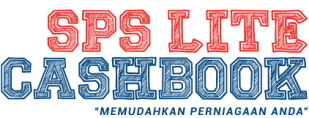 SPS LITE
CASHBOOK
"MEMUDAHKAN PERNIAGAAN ANDA"